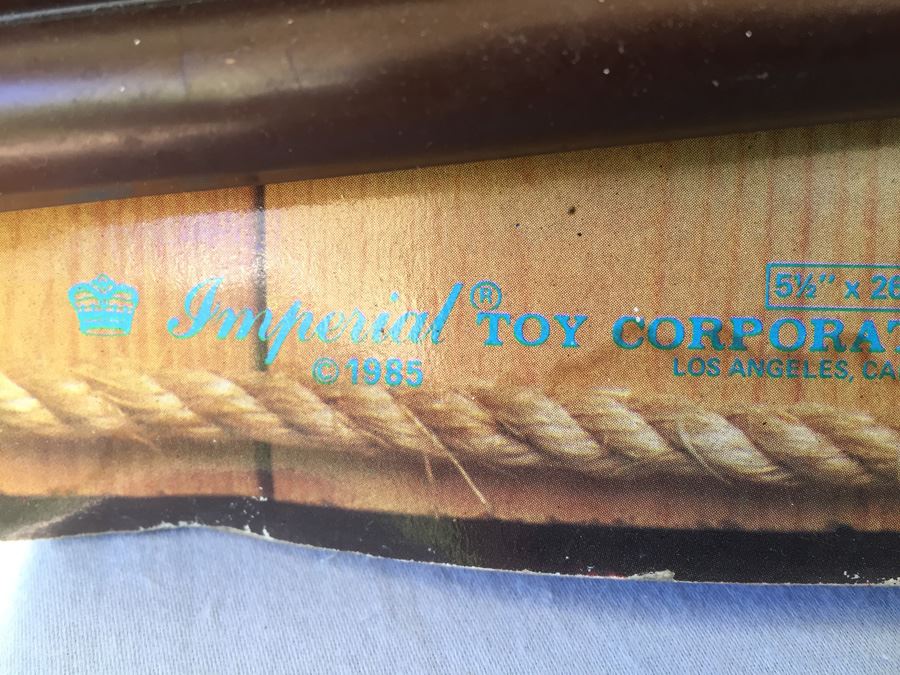 5½" x 26
Imperial® TOY CORPORAT
©1985
LOS ANGELES, CA